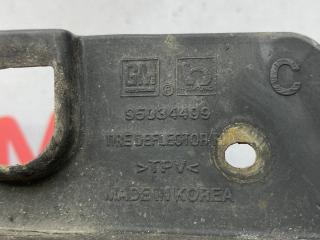 GM ® C
95034499
TIRE DEFLECTOR
>TPV<
MADE IN KOREA